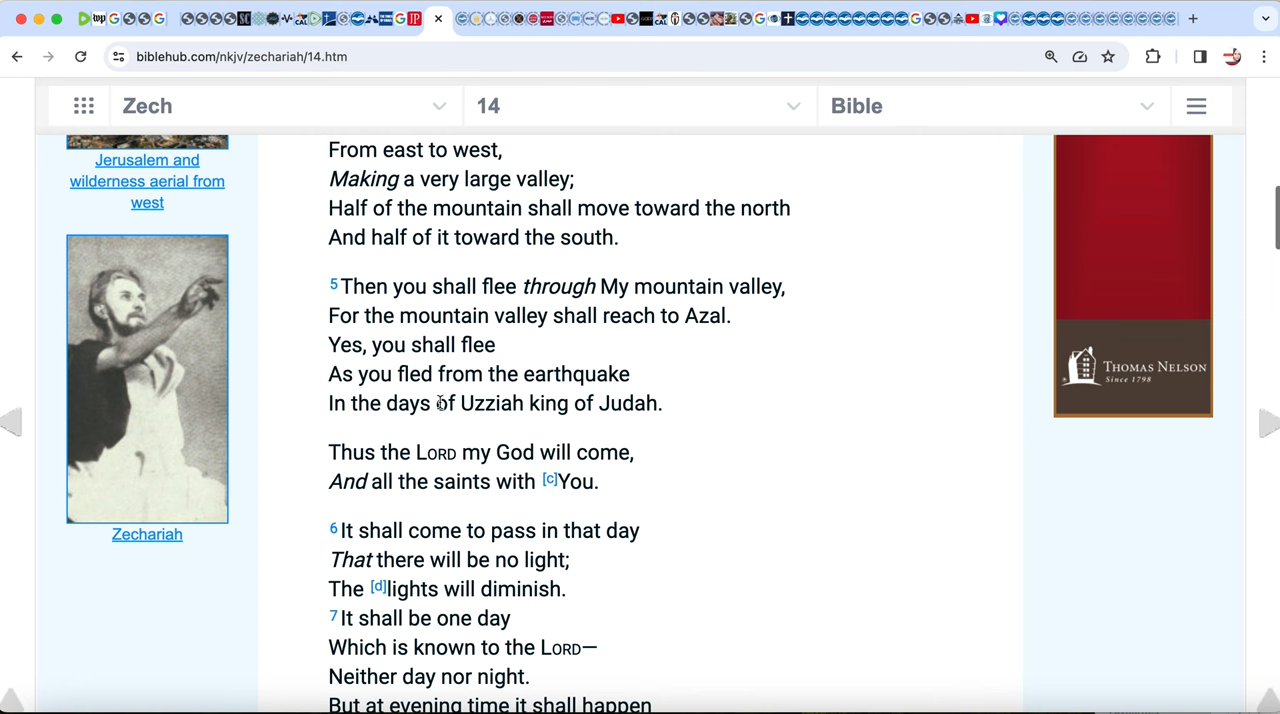 biblehub.com/nkjv/zechariah/14.htm
Zech
14
Bible
Jerusalem and
wilderness aerial from
west
Zechariah
From east to west,
Making a very large valley;
Half of the mountain shall move toward the north
And half of it toward the south.
5 Then you shall flee through My mountain valley,
For the mountain valley shall reach to Azal.
Yes, you shall flee
As you fled from the earthquake
In the days of Uzziah king of Judah.
Thus the LORD my God will come,
And all the saints with [c]You.
6 It shall come to pass in that day
That there will be no light;
The [d]lights will diminish.
7 It shall be one day
Which is known to the LORD—
Neither day nor night.
But at evening time it shall happen
THOMAS NELSON
Since 1798